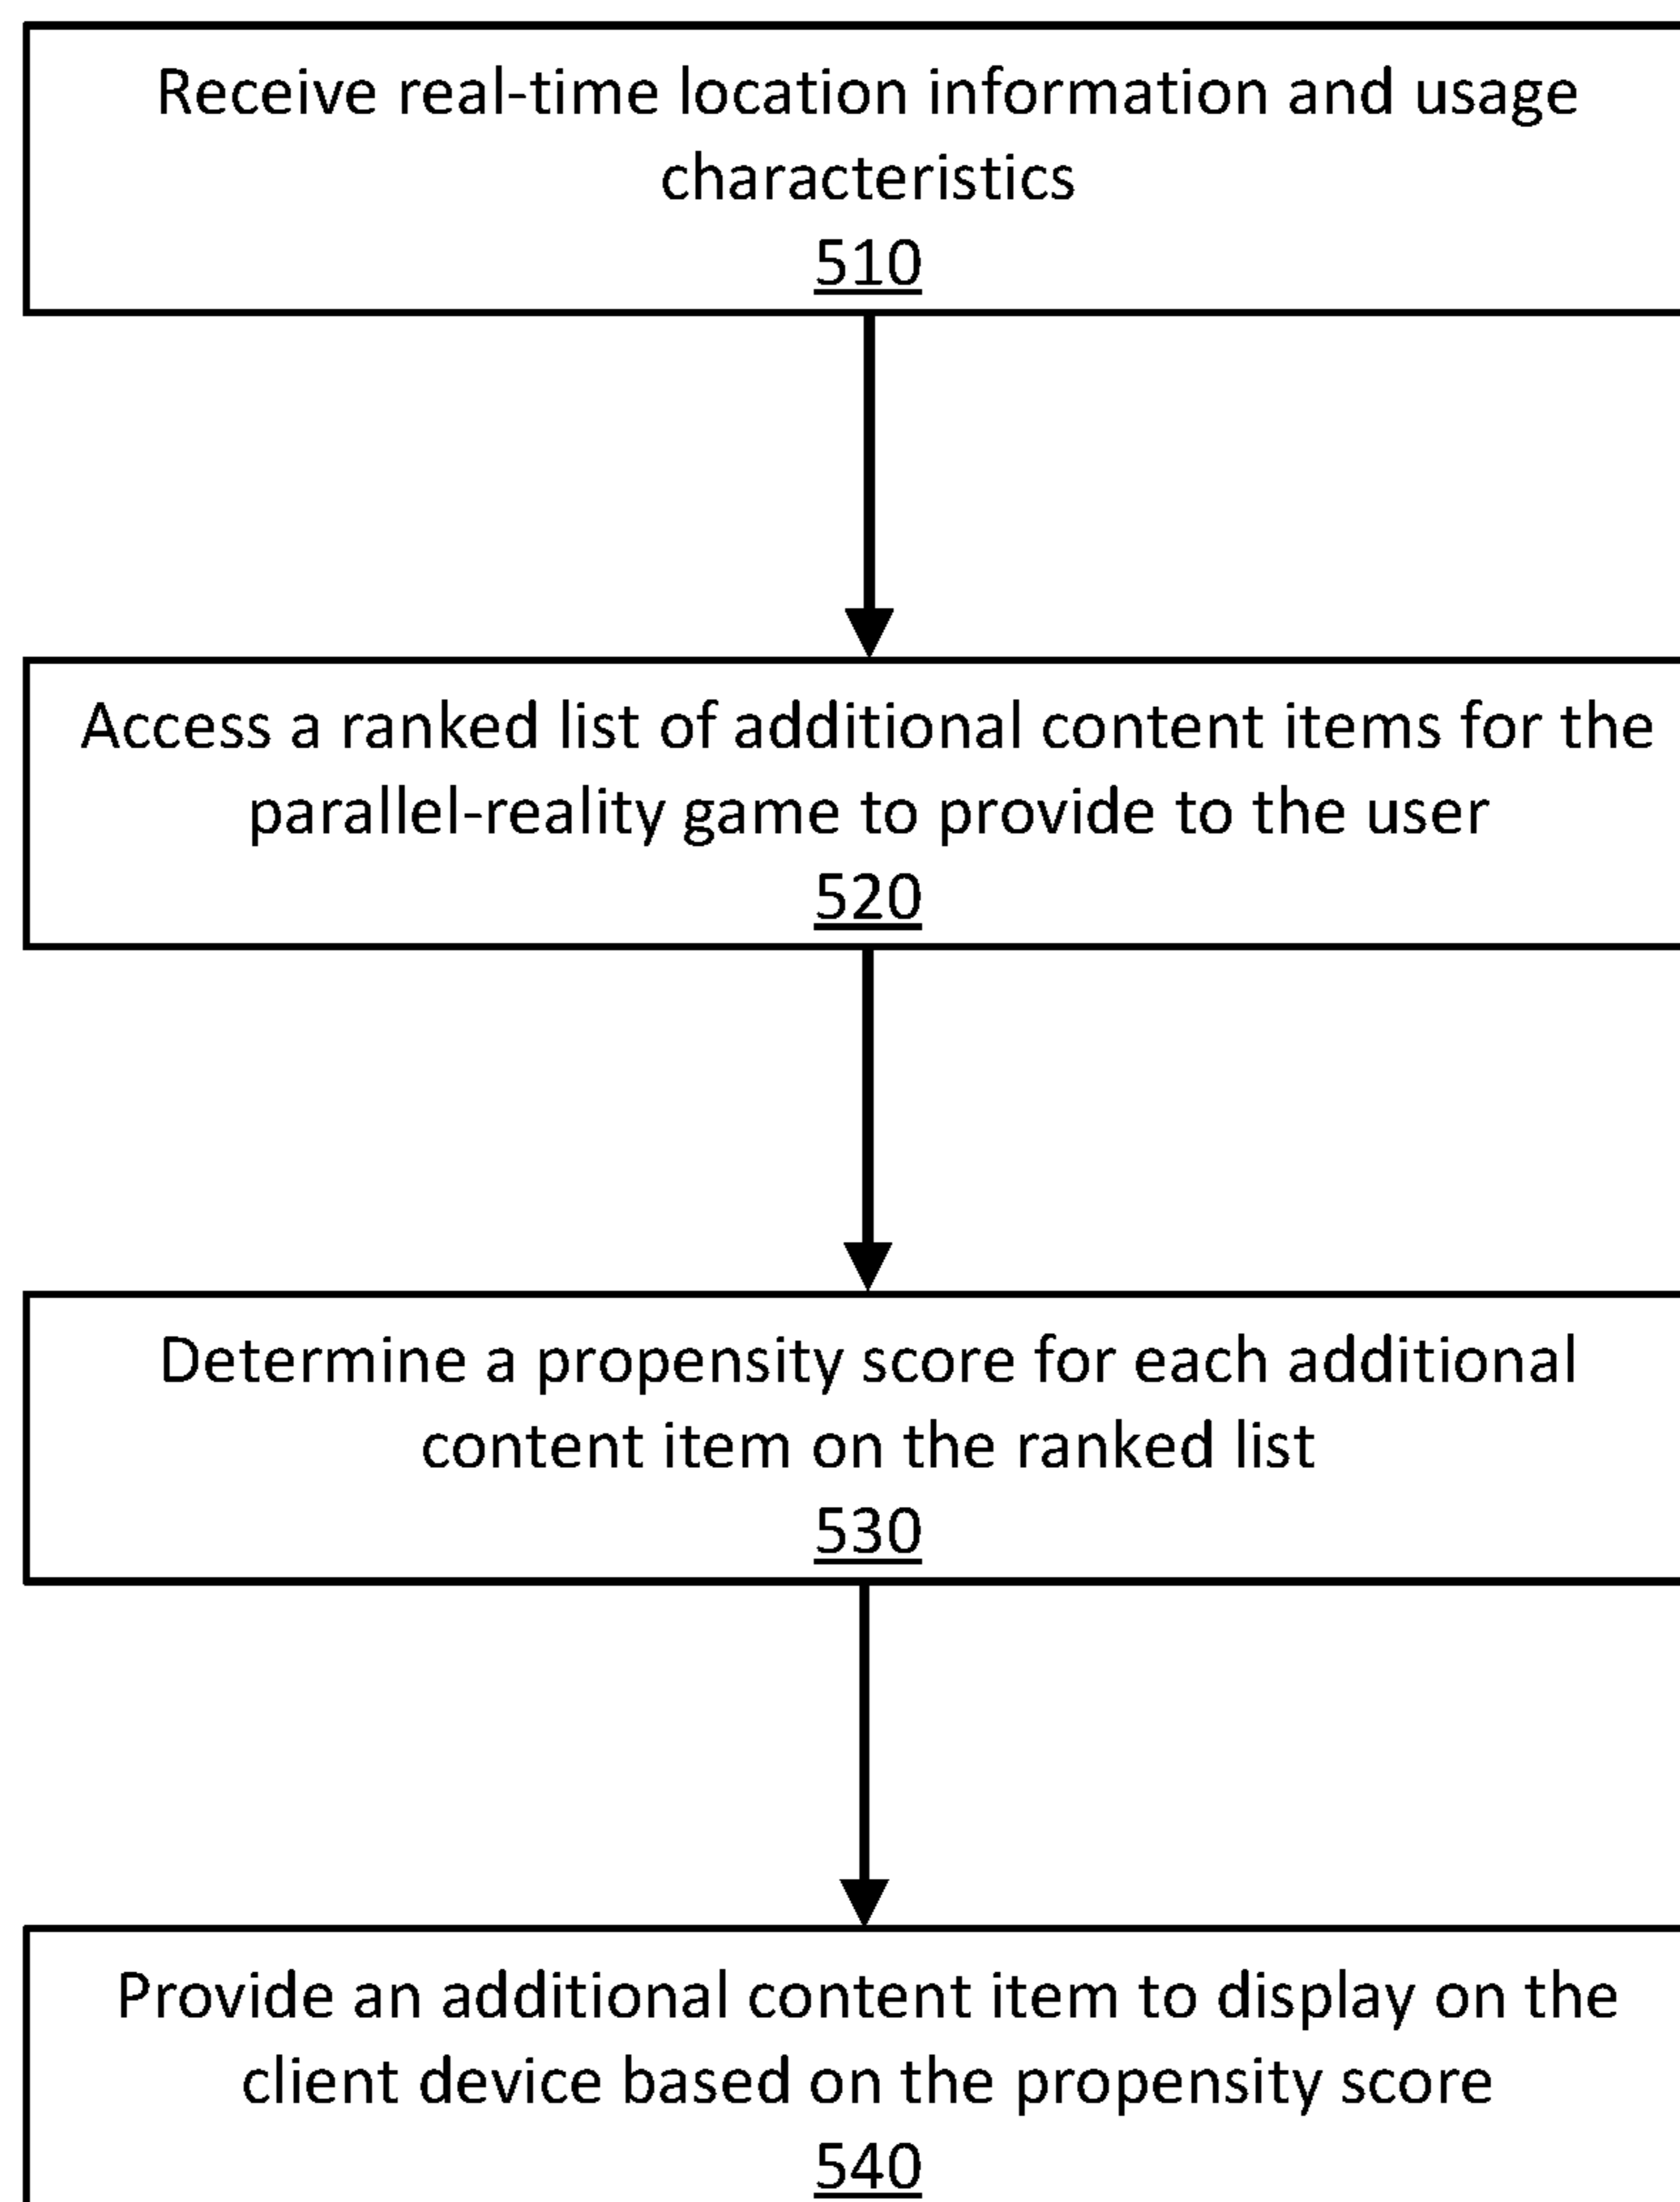 Receive real-time location information and usage
characteristics
510
Access a ranked list of additional content items for the
parallel-reality game to provide to the user
520
Determine a propensity score for each additional
content item on the ranked list
530
Provide an additional content item to display on the
client device based on the propensity score
540